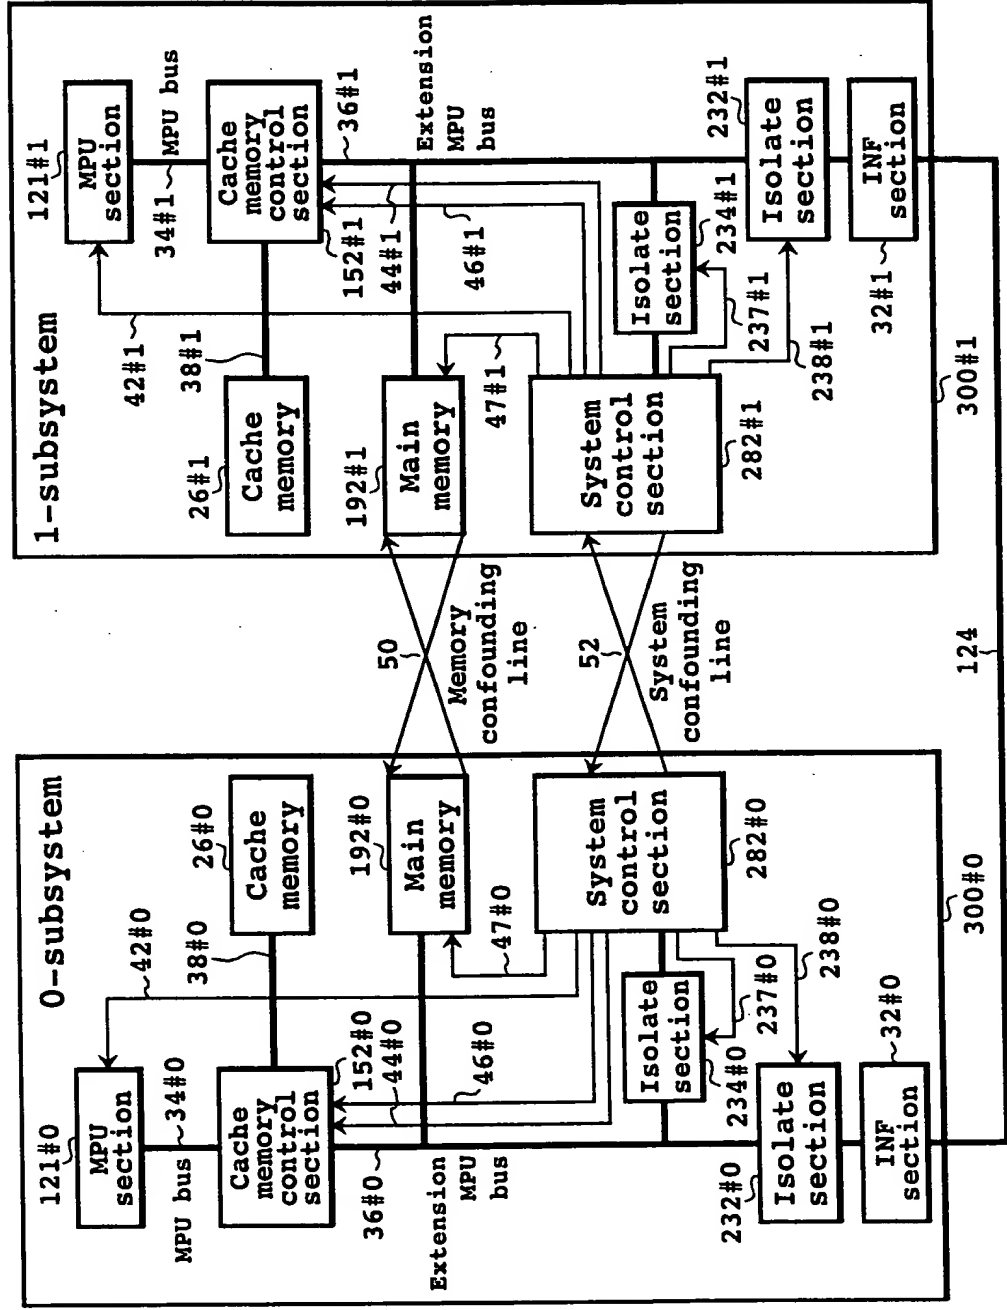 0-subsystem
121#0
MPU
section
42#0
MPU bus
34#0
38#0
26#0
Cache
memory
Cache
memory
control
section
152#0
44#0
46#0
36#0
Extension
MPU
bus
192#0
Main
memory
47#0
System
control
section
282#0
Isolate
section
234#0
237#0
238#0
232#0
Isolate
section
INF
section
32#0
300#0
50
Memory
confounding
line
52
System
confounding
line
124
1-subsystem
121#1
MPU
section
42#1
34#1
MPU bus
38#1
26#1
Cache
memory
Cache
memory
control
section
152#1
44#1
46#1
36#1
Extension
MPU
bus
192#1
Main
memory
47#1
System
control
section
282#1
Isolate
section
234#1
237#1
238#1
232#1
Isolate
section
INF
section
32#1
300#1